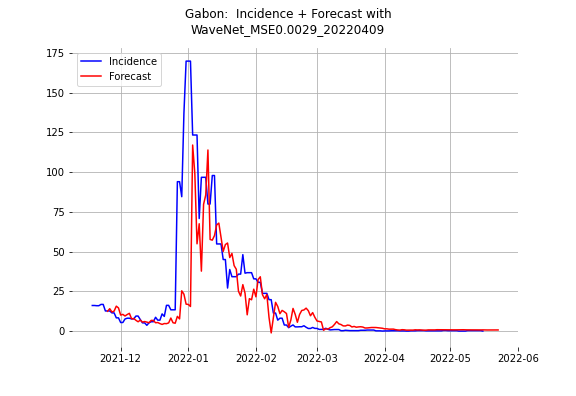 Gabon:  Incidence + Forecast with
WaveNet_MSE0.0029_20220409
Incidence
Forecast
175
150
125
100
75
50
25
0
2021-12 2022-01 2022-02 2022-03 2022-04 2022-05 2022-06